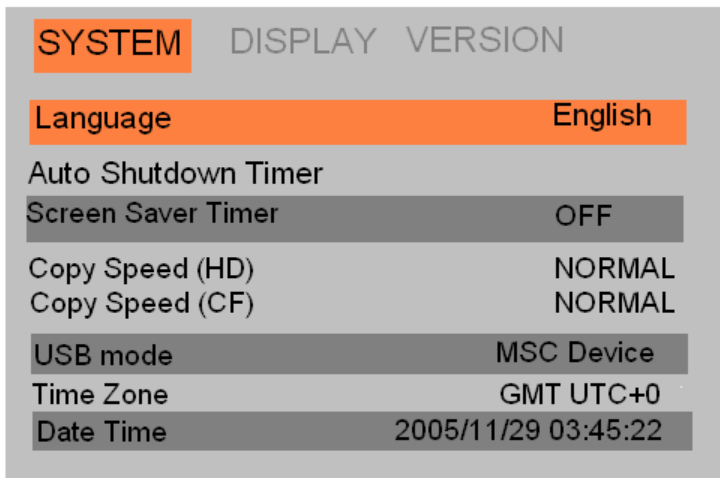 SYSTEM DISPLAY VERSION
Language English
Auto Shutdown Timer
Screen Saver Timer OFF
Copy Speed (HD) NORMAL
Copy Speed (CF) NORMAL
USB mode MSC Device
Time Zone GMT UTC+0
Date Time 2005/11/29 03:45:22